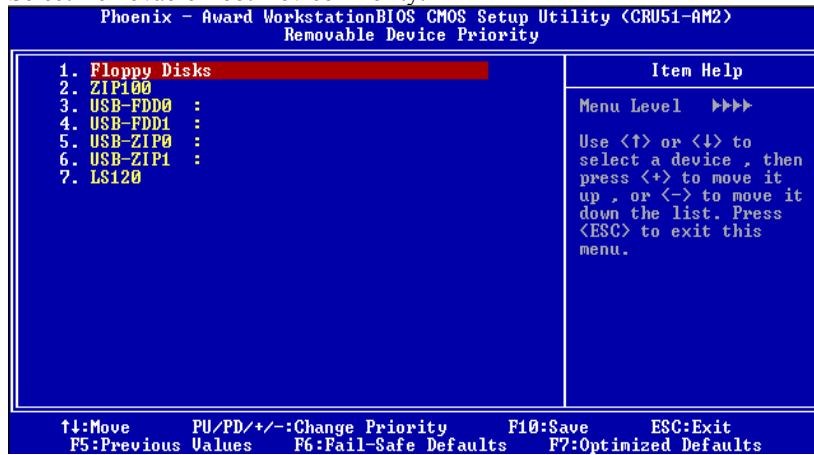 Phoenix - Award WorkstationBIOS CMOS Setup Utility (CRU51-AM2)
Removable Device Priority
1. Floppy Disks
2. ZIP100
3. USB-FDD0 :
4. USB-FDD1 :
5. USB-ZIP0 :
6. USB-ZIP1 :
7. LS120
Item Help
Menu Level ►►►►
Use <↑> or <↓> to
select a device , then
press <+> to move it
up , or <-> to move it
down the list. Press
<ESC> to exit this
menu.
↑↓:Move PU/PD/+/-:Change Priority F10:Save ESC:Exit
F5:Previous Values F6:Fail-Safe Defaults F7:Optimized Defaults